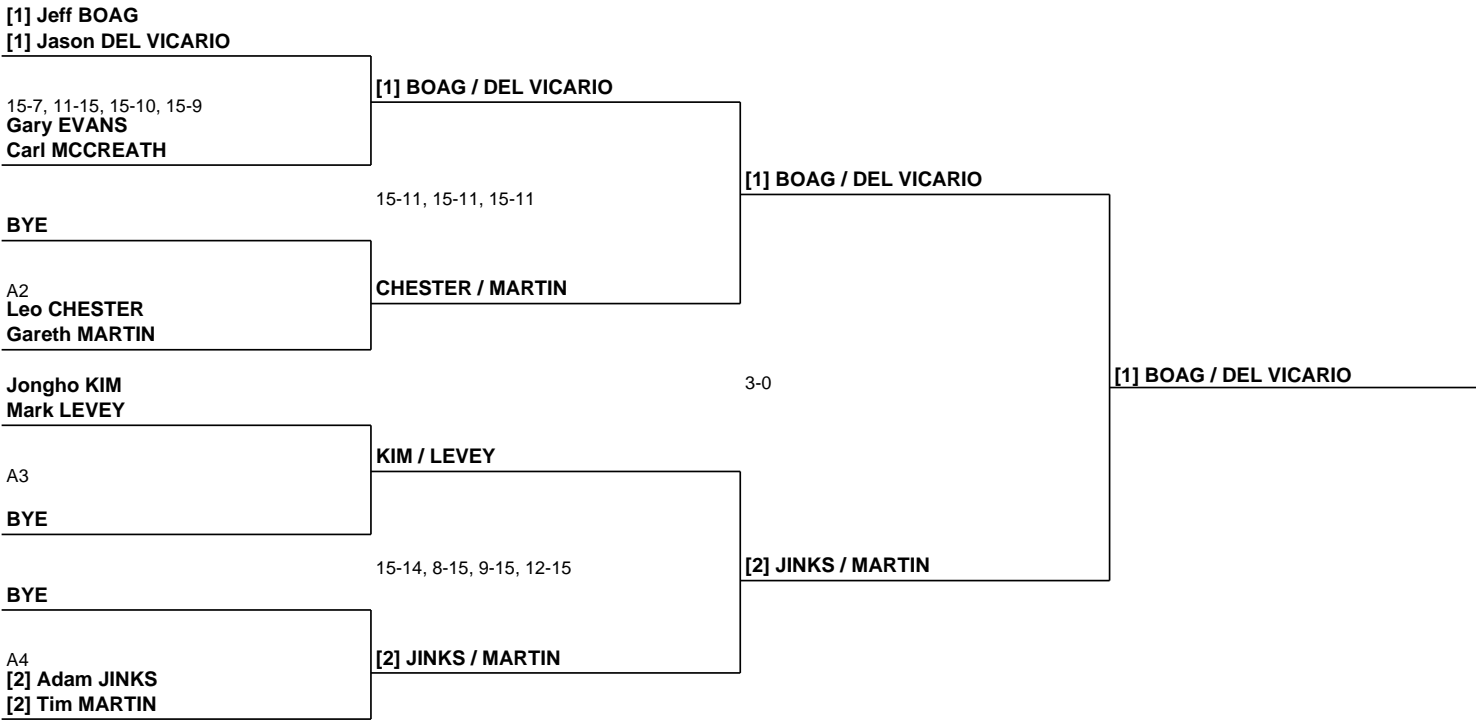 [1] Jeff BOAG
[1] Jason DEL VICARIO
15-7, 11-15, 15-10, 15-9
Gary EVANS
Carl MCCREATH
BYE
A2
Leo CHESTER
Gareth MARTIN
Jongho KIM
Mark LEVEY
A3
BYE
BYE
A4
[2] Adam JINKS
[2] Tim MARTIN
[1] BOAG / DEL VICARIO
15-11, 15-11, 15-11
CHESTER / MARTIN
KIM / LEVEY
15-14, 8-15, 9-15, 12-15
[2] JINKS / MARTIN
[1] BOAG / DEL VICARIO
3-0
[2] JINKS / MARTIN
[1] BOAG / DEL VICARIO